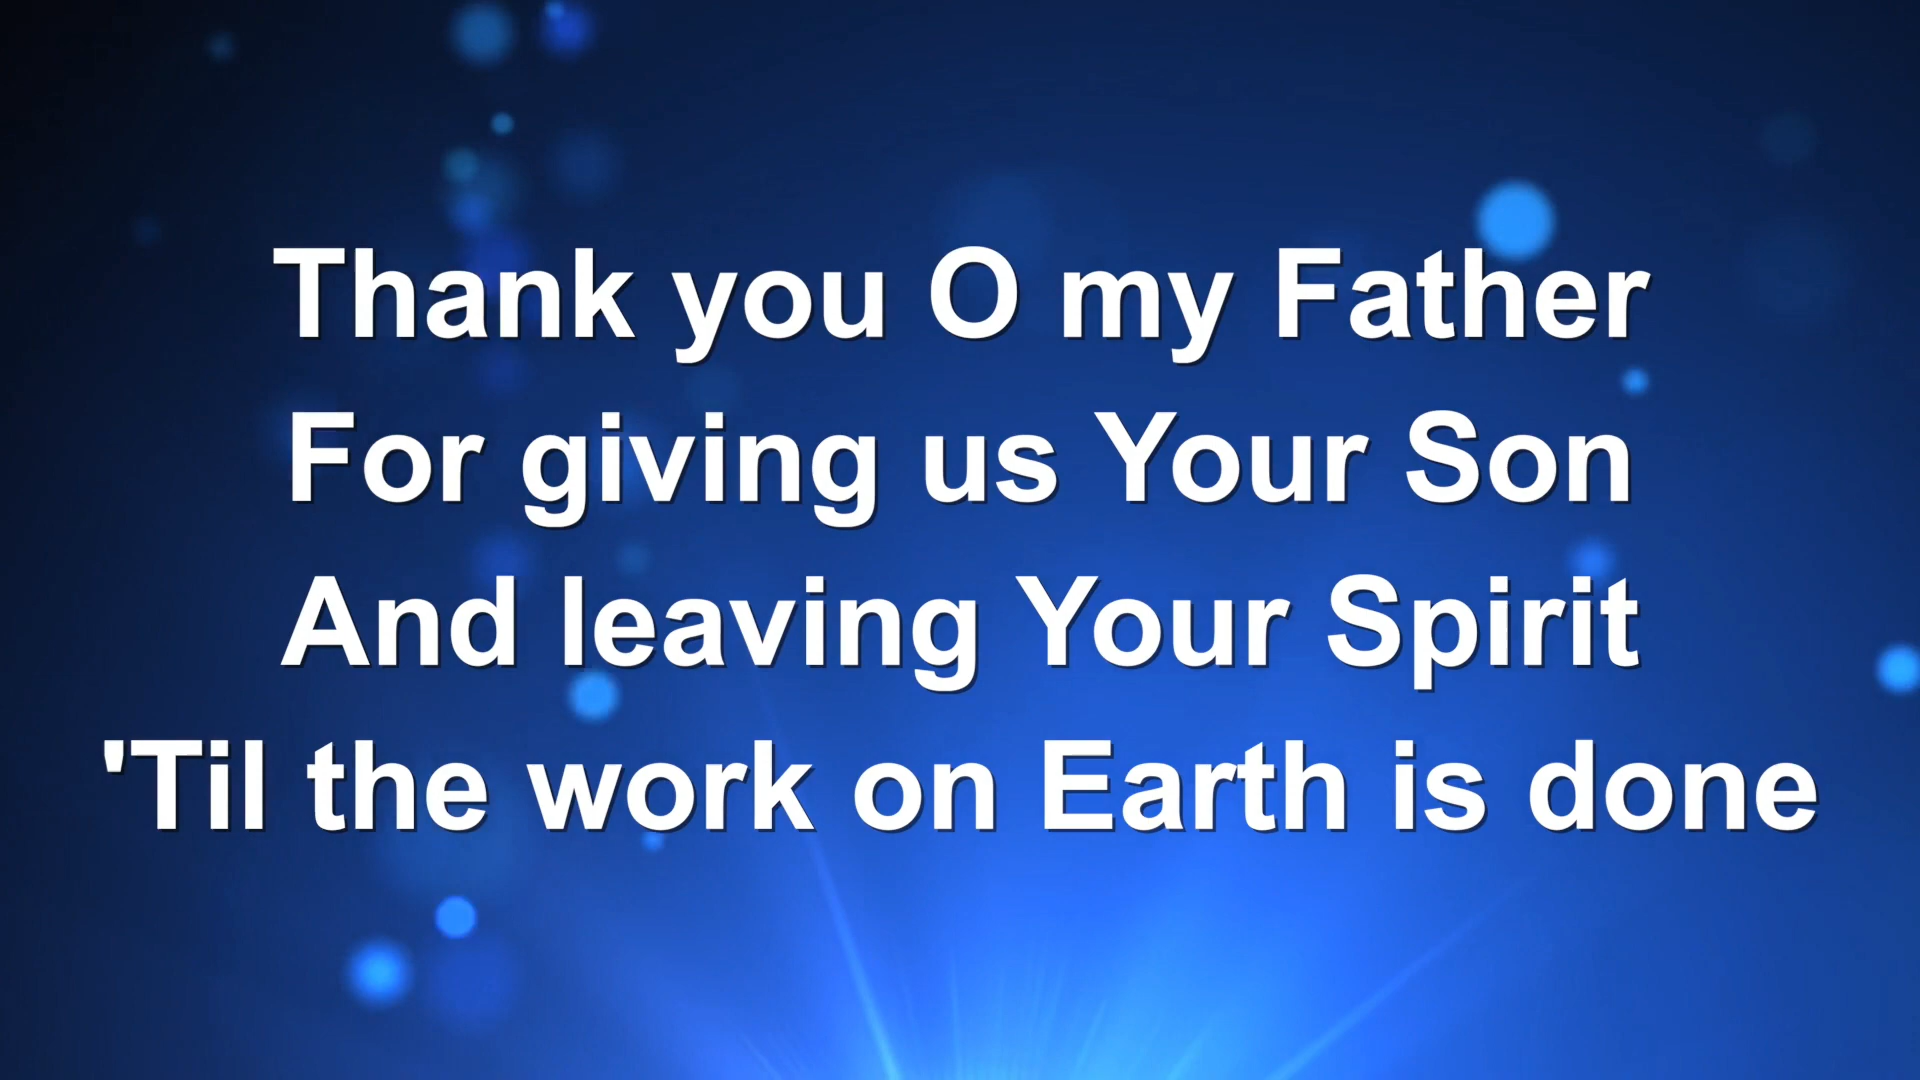 Thank you O my Father
For giving us Your Son
And leaving Your Spirit
'Til the work on Earth is done